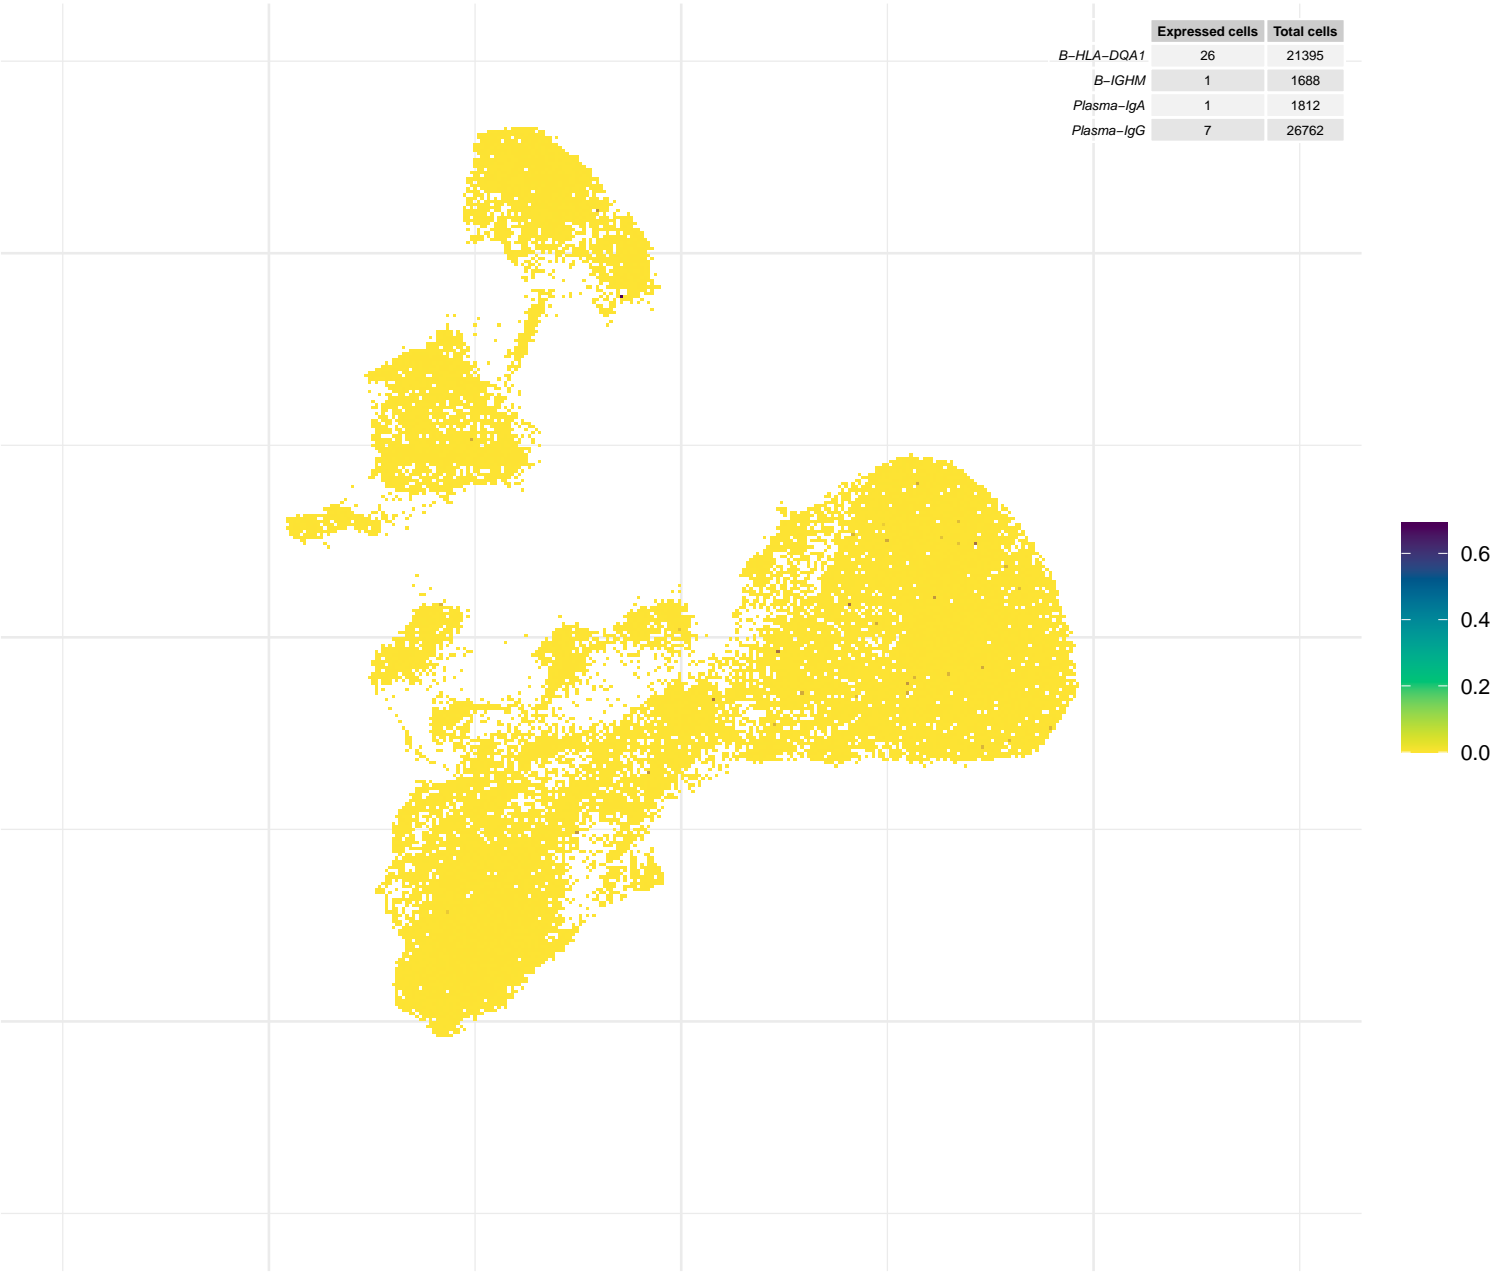 Expressed cells Total cells
B−HLA−DQA1 26 21395
B−IGHM 1 1688
Plasma−IgA 1 1812
Plasma−IgG 7 26762
0.6
0.4
0.2
0.0